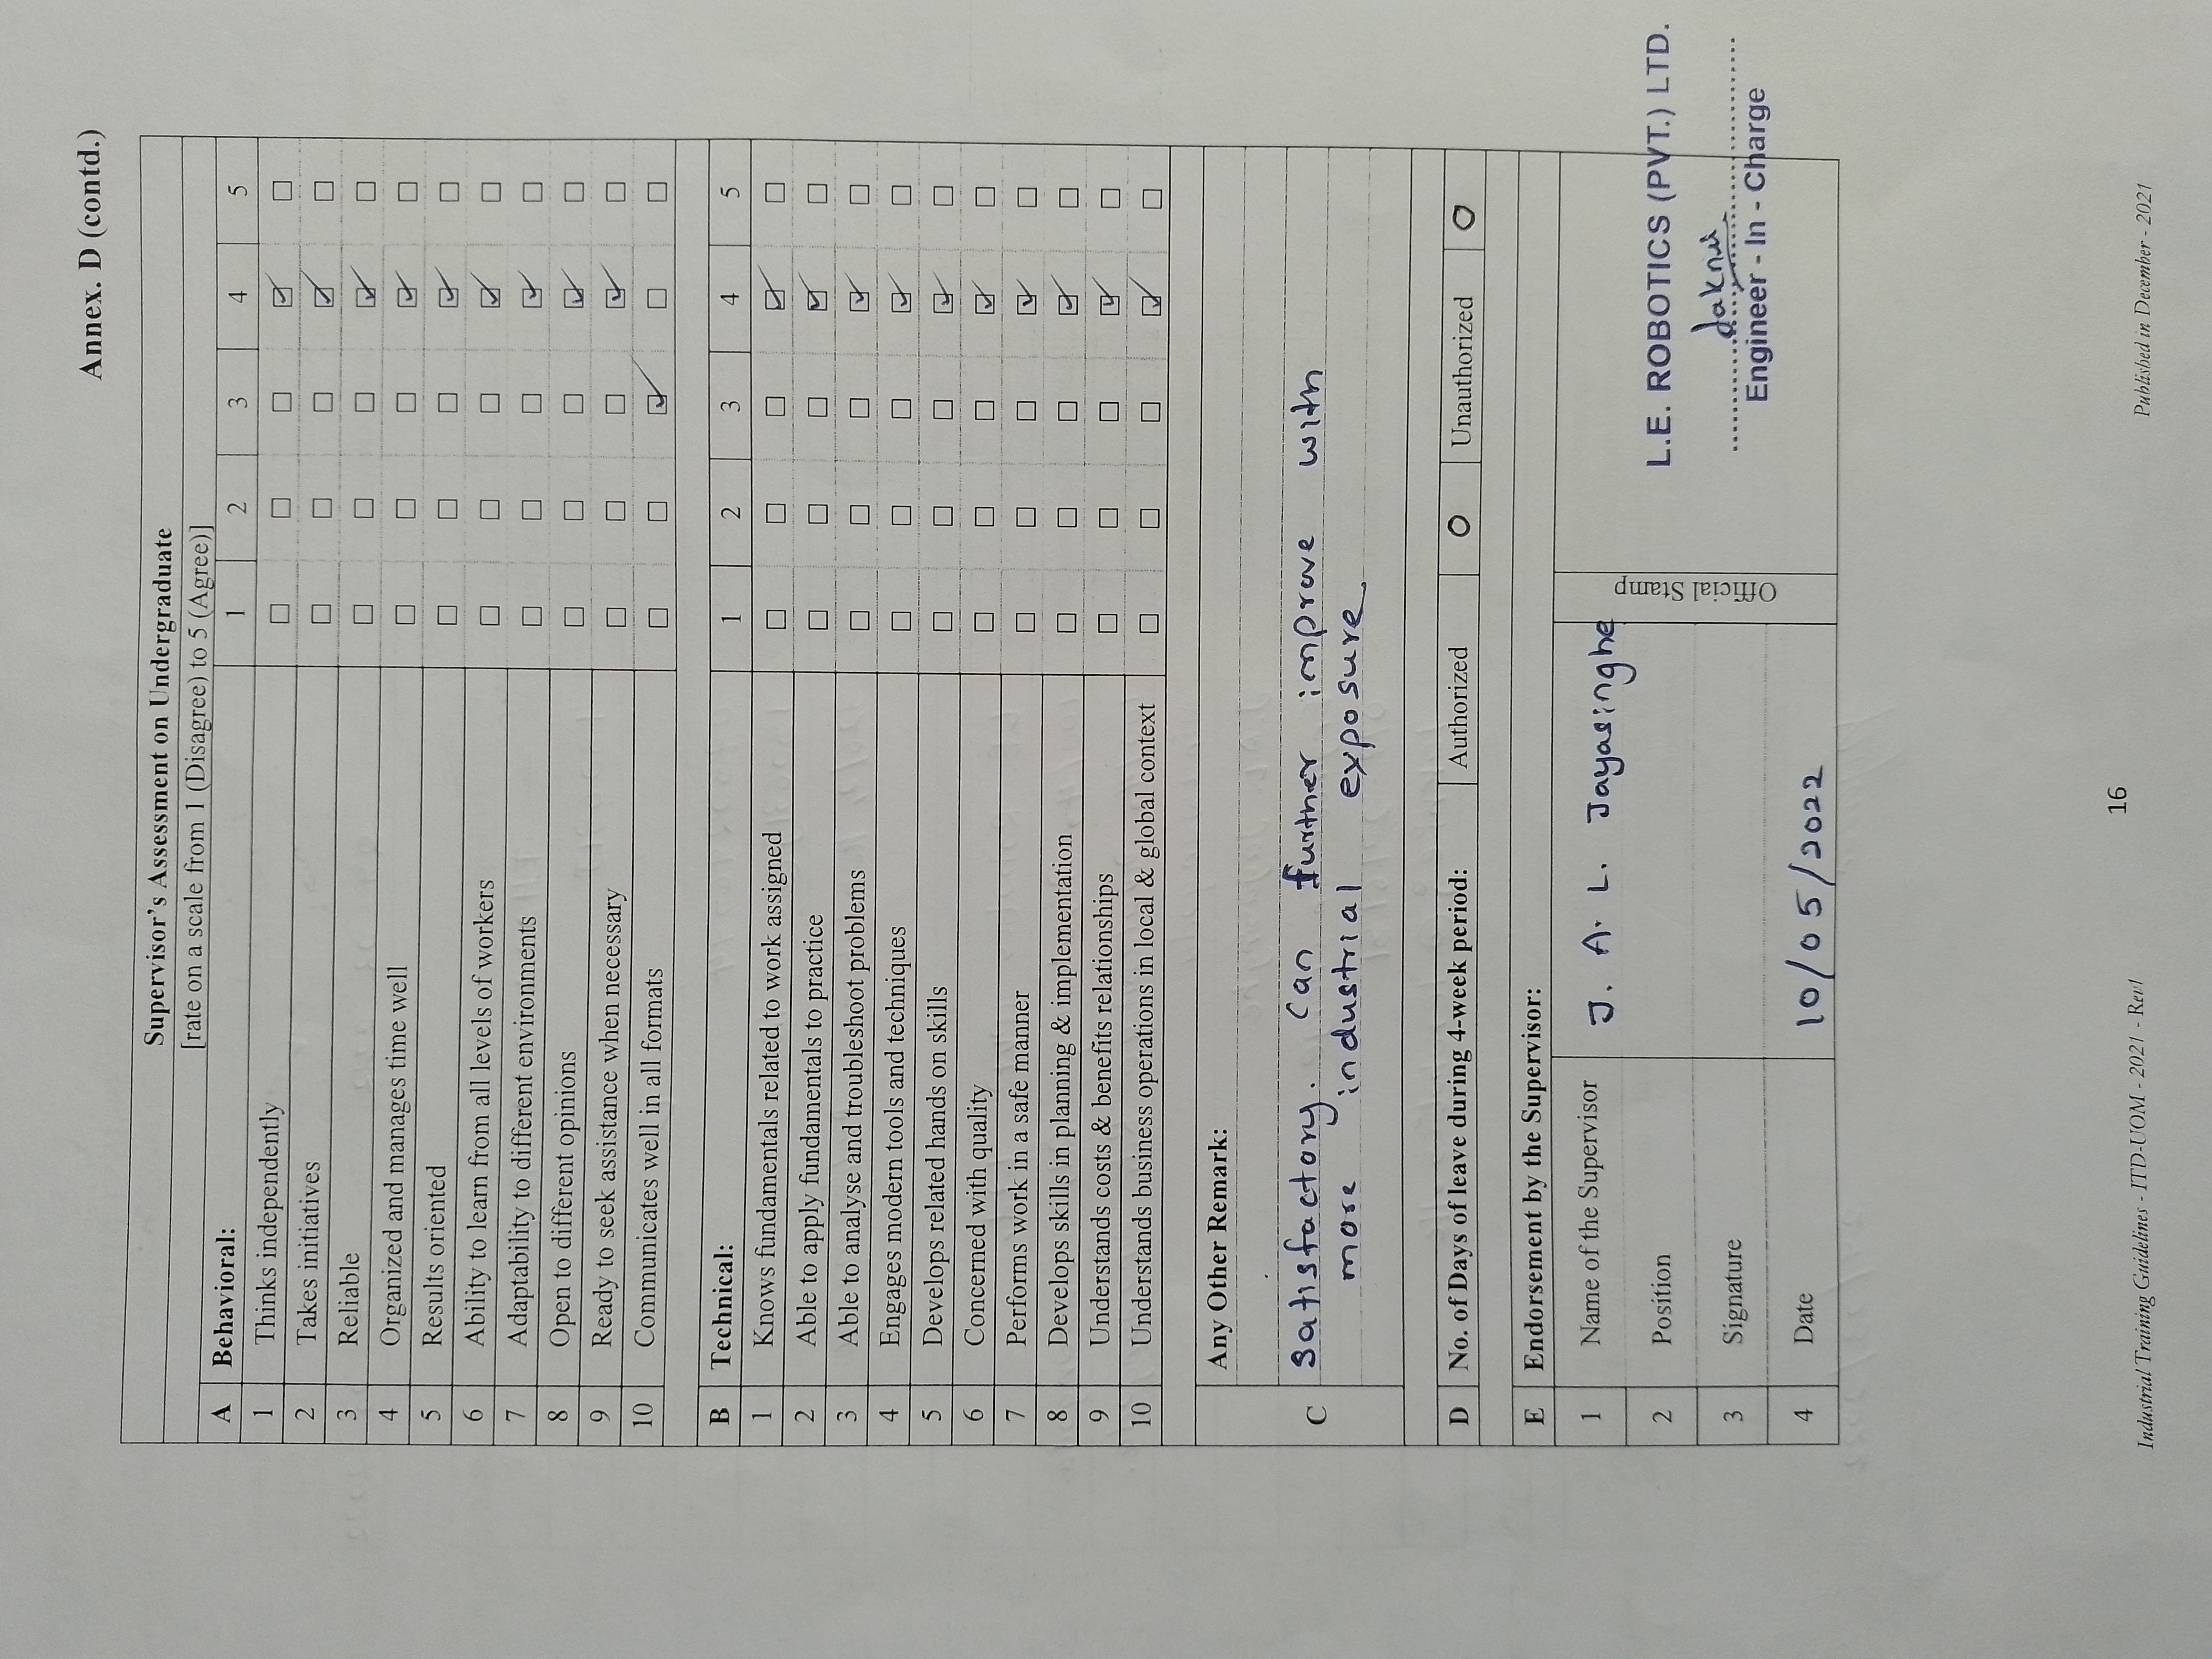 Annex. D (contd.)
Supervisor's Assessment on Undergraduate
[rate on a scale from 1 (Disagree) to 5 (Agree)]
A Behavioral: 1 2 3 4 5
1 Thinks independently
2 Takes initiatives
3 Reliable
4 Organized and manages time well
5 Results oriented
6 Ability to learn from all levels of workers
7 Adaptability to different environments
8 Open to different opinions
9 Ready to seek assistance when necessary
10 Communicates well in all formats
B Technical: 1 2 3 4 5
1 Knows fundamentals related to work assigned
2 Able to apply fundamentals to practice
3 Able to analyse and troubleshoot problems
4 Engages modern tools and techniques
5 Develops related hands on skills
6 Concerned with quality
7 Performs work in a safe manner
8 Develops skills in planning & implementation
9 Understands costs & benefits relationships
10 Understands business operations in local & global context
C Any Other Remark:
Satisfactory. Can further improve with
more industrial exposure
D No. of Days of leave during 4-week period: Authorized 0 Unauthorized 0
E Endorsement by the Supervisor:
1 Name of the Supervisor J. A. L. Jayasinghe
2 Position
3 Signature
4 Date 10/05/2022
Official Stamp
L.E. ROBOTICS (PVT.) LTD.
Engineer - In - Charge
16
Industrial Training Guidelines - ITD-UOM - 2021 - Rev1
Published in December - 2021